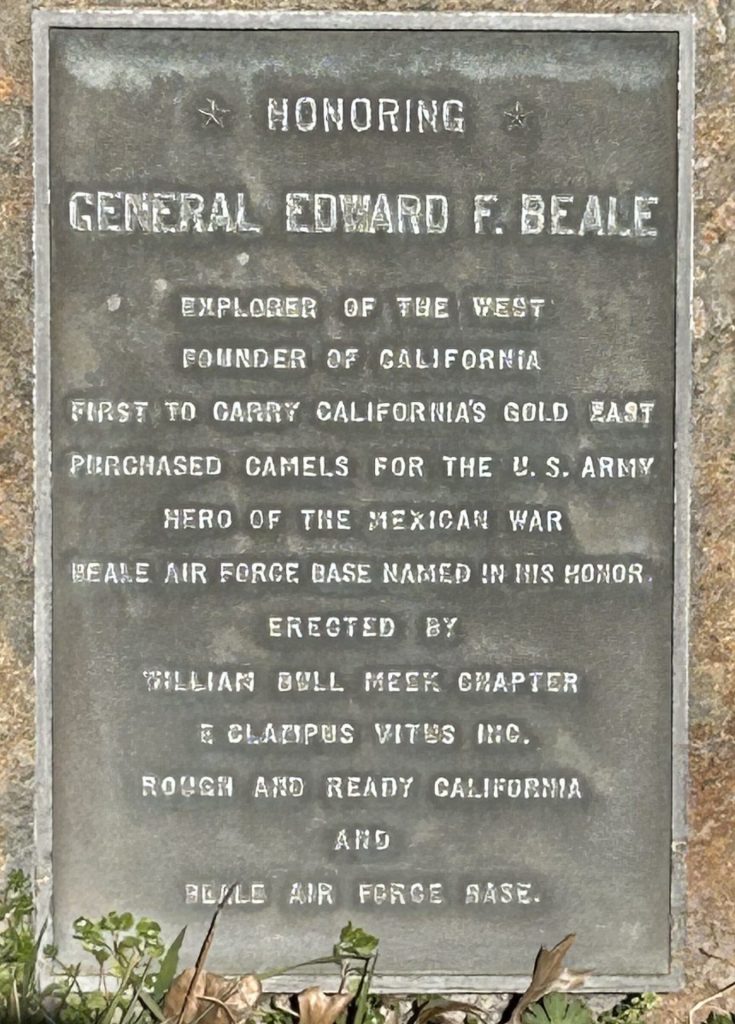 HONORING
GENERAL EDWARD F. BEALE
EXPLORER OF THE WEST
FOUNDER OF CALIFORNIA
FIRST TO CARRY CALIFORNIA'S GOLD EAST
PURCHASED CAMELS FOR THE U.S. ARMY
HERO OF THE MEXICAN WAR
BEALE AIR FORCE BASE NAMED IN HIS HONOR.
ERECTED BY
WILLIAM BULL MEEK CHAPTER
E CLAMPUS VITUS INC.
ROUGH AND READY CALIFORNIA
AND
BEALE AIR FORCE BASE.